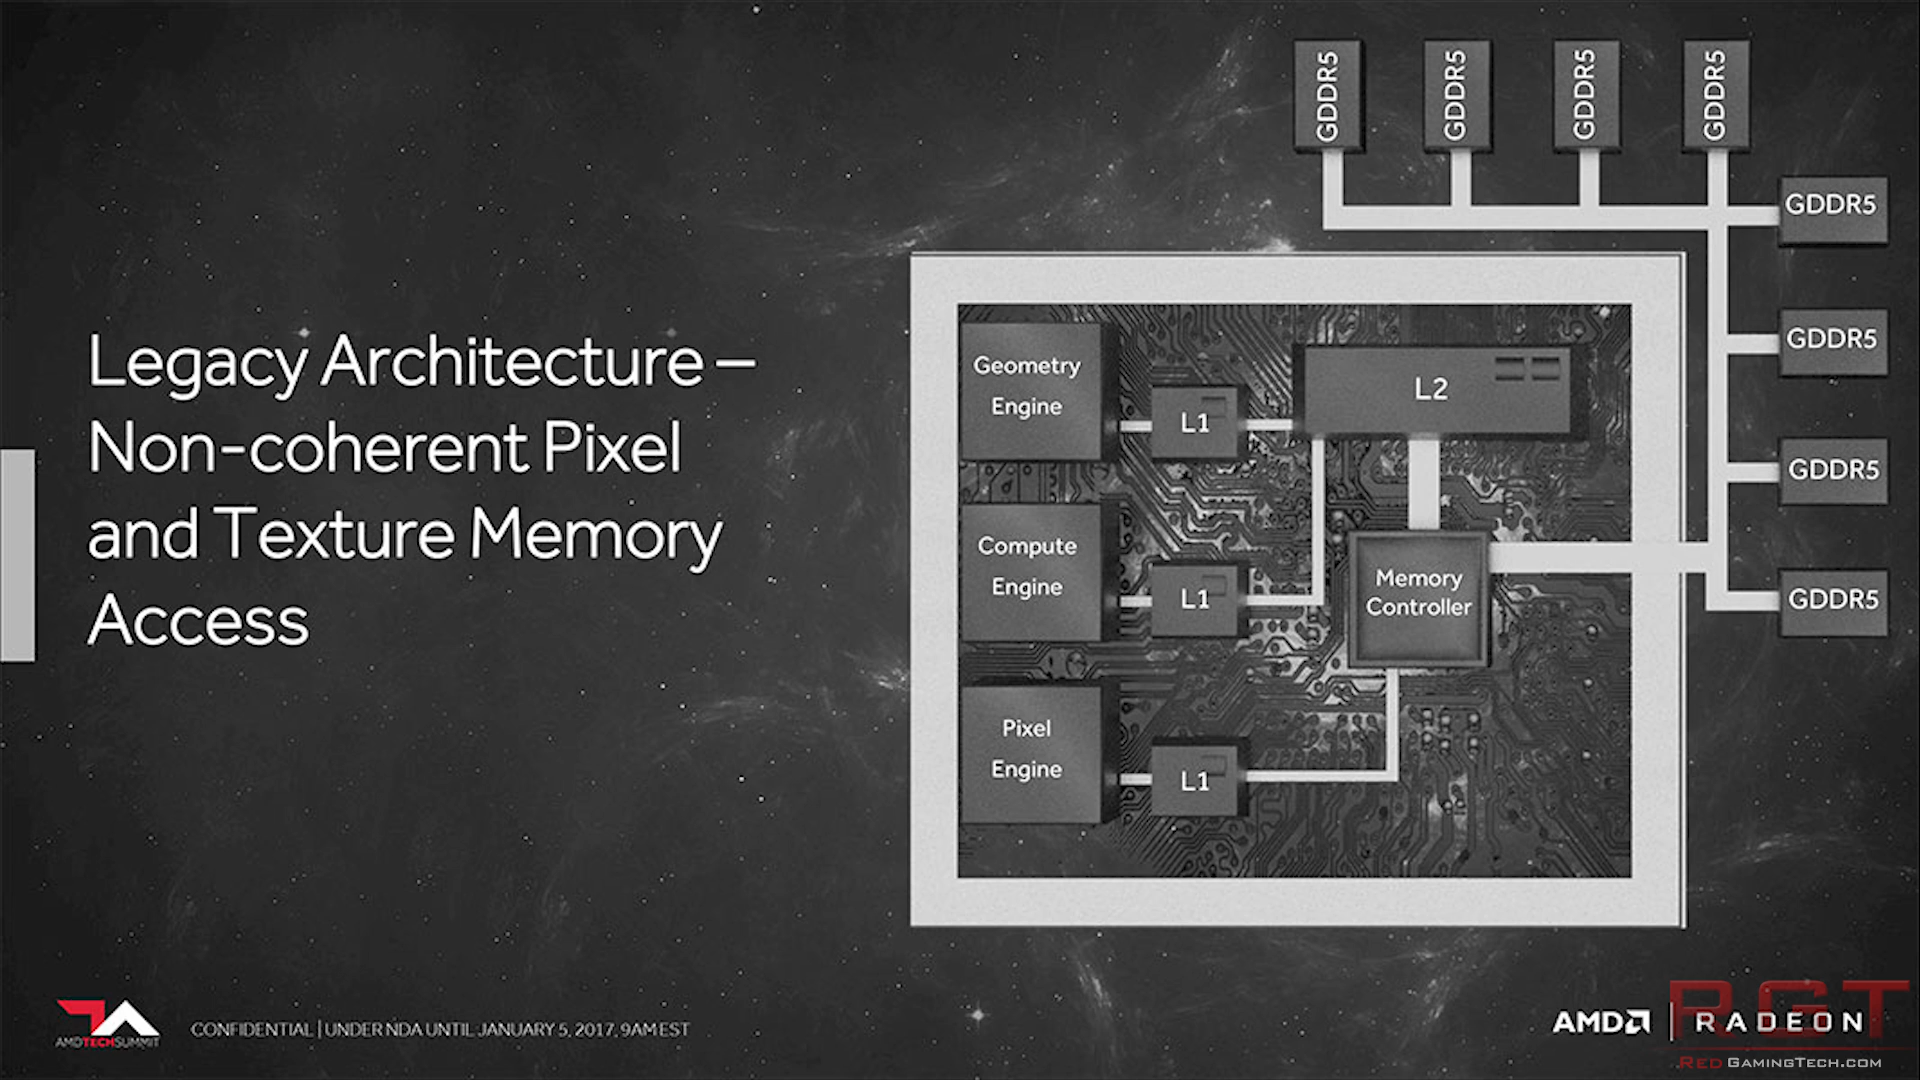 Legacy Architecture –
Non-coherent Pixel
and Texture Memory
Access
GDDR5
GDDR5
GDDR5
GDDR5
GDDR5
GDDR5
GDDR5
GDDR5
Geometry
Engine
L1
L2
Compute
Engine
L1
Memory
Controller
Pixel
Engine
L1
AMDTECHSUMMIT
CONFIDENTIAL | UNDER NDA UNTIL JANUARY 5, 2017, 9AM EST
AMD | RADEON
RGT
REDGAMINGTECH.COM